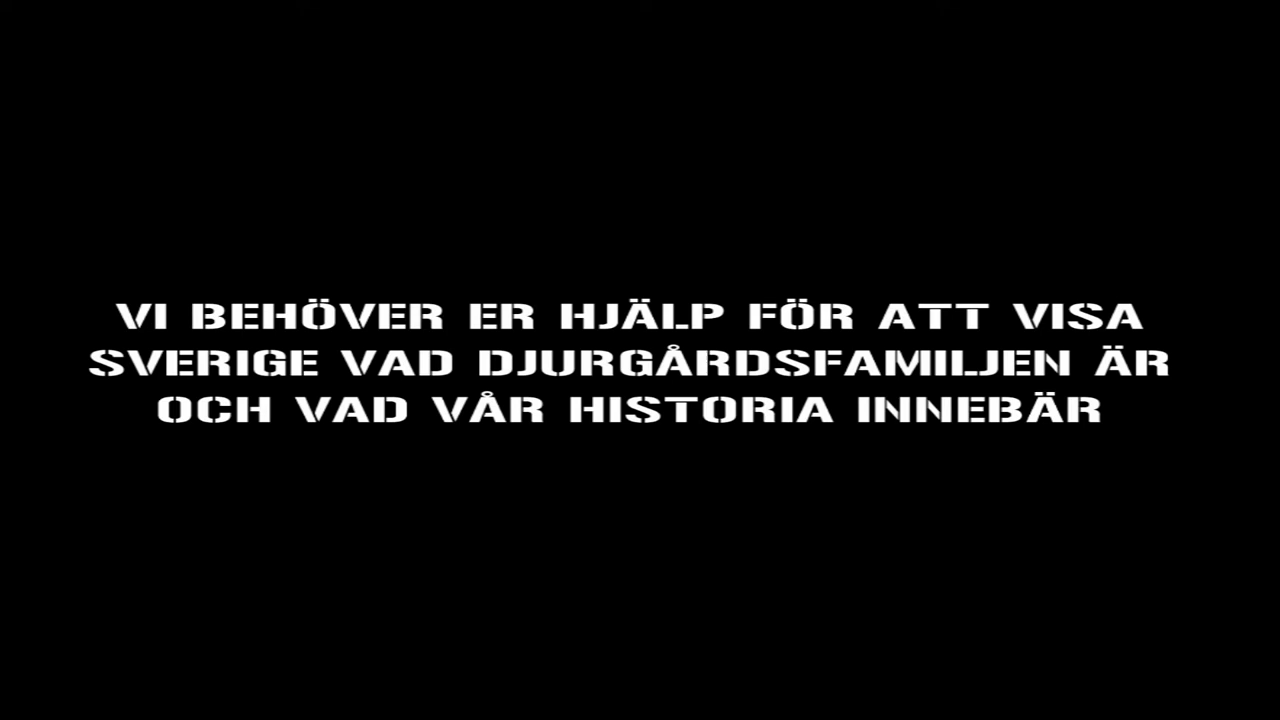 VI BEHÖVER ER HJÄLP FÖR ATT VISA
SVERIGE VAD DJURGÅRDSFAMILJEN ÄR
OCH VAD VÅR HISTORIA INNEBÄR